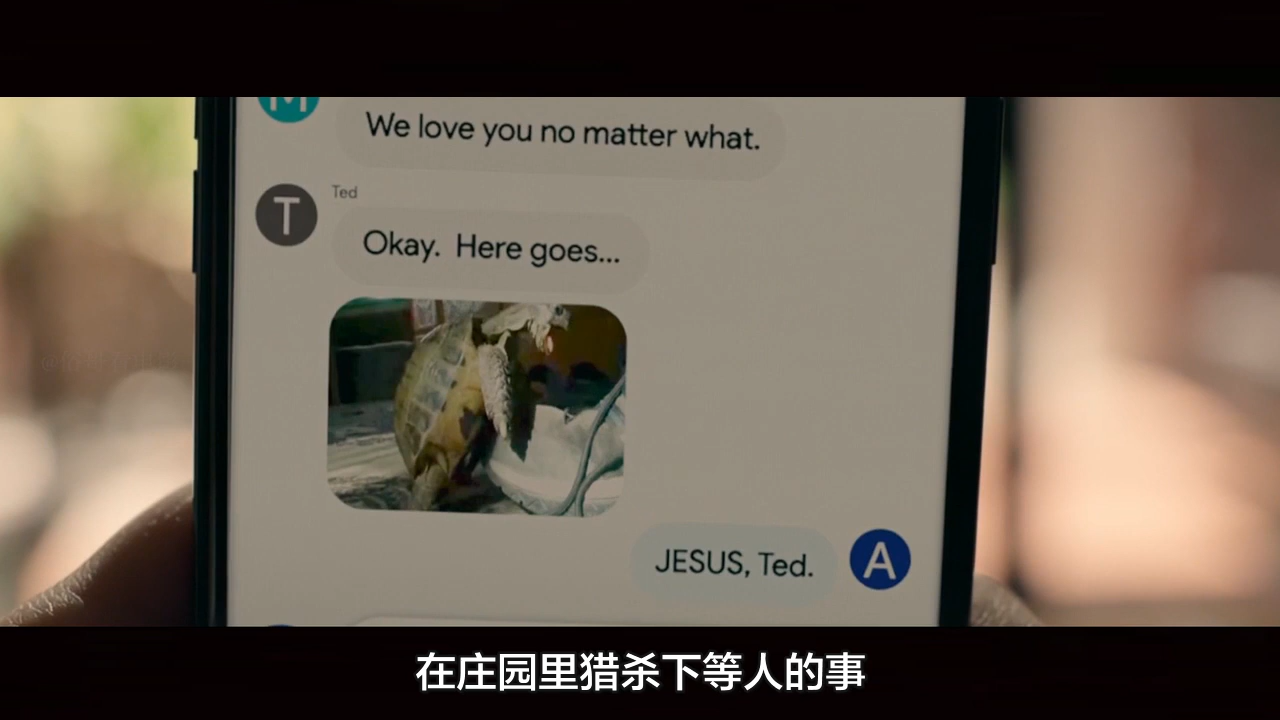 M
We love you no matter what.
T
Ted
Okay. Here goes...
JESUS, Ted.
A
在庄园里猎杀下等人的事